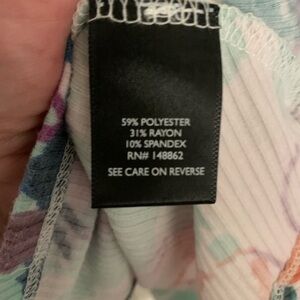 59% POLYESTER
31% RAYON
10% SPANDEX
RN# 148862
SEE CARE ON REVERSE